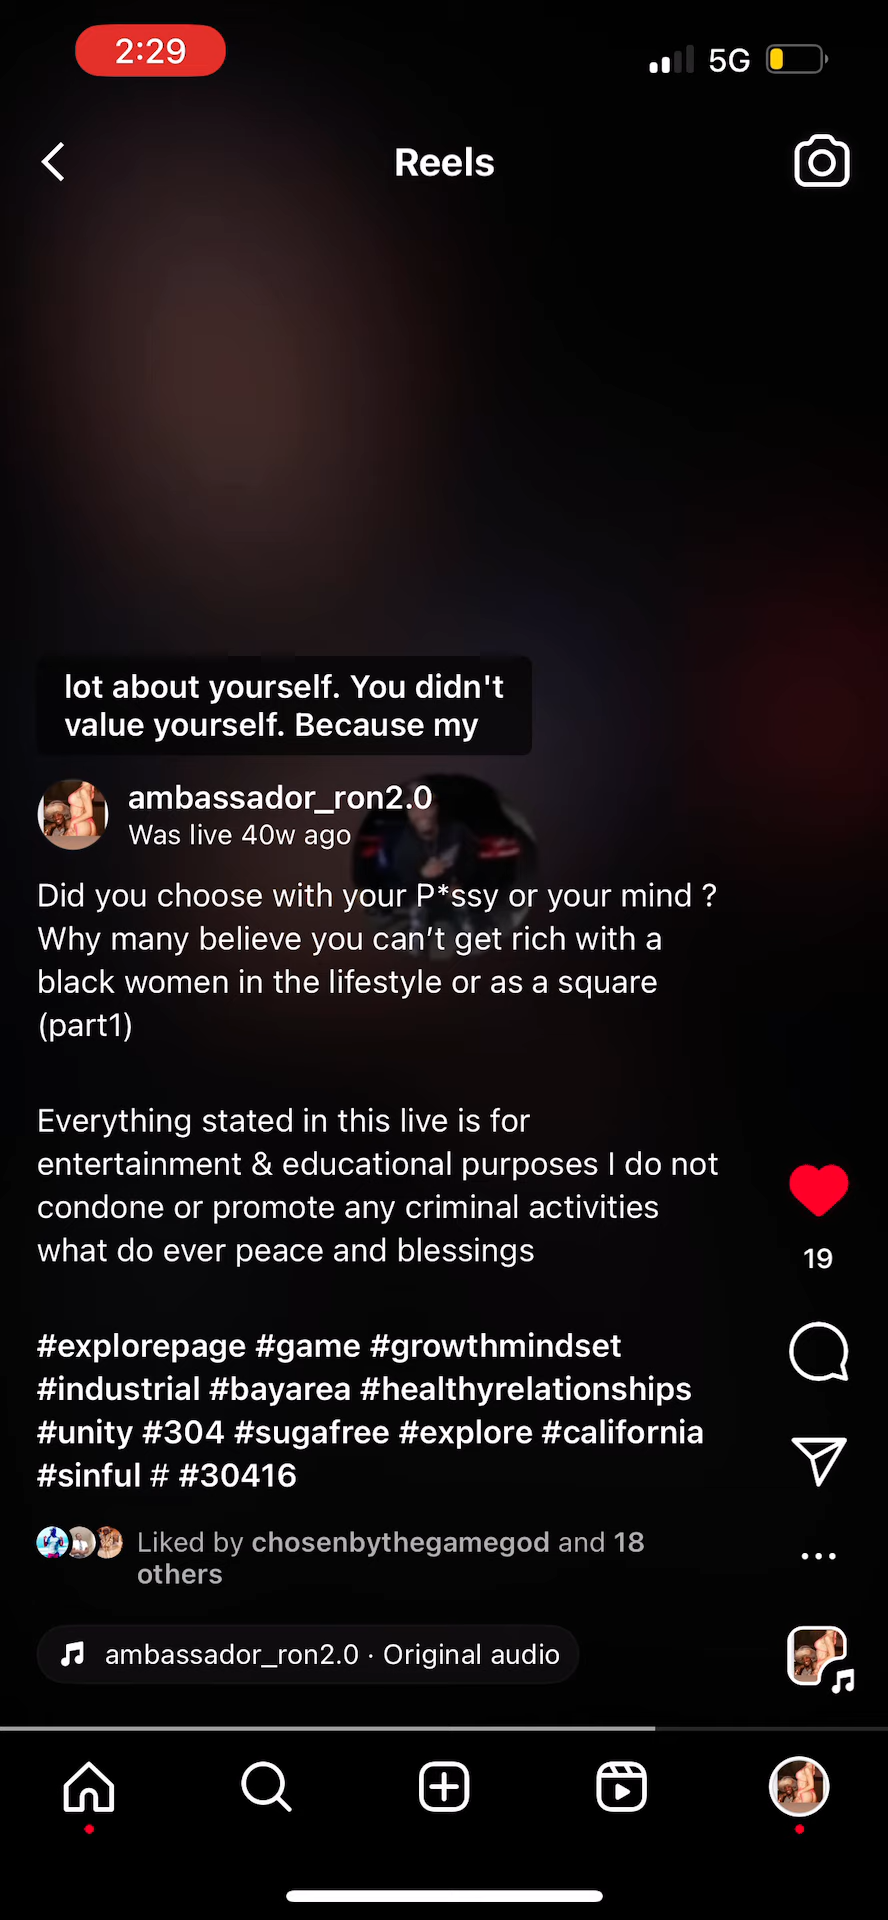 2:29
5G
Reels
lot about yourself. You didn't
value yourself. Because my
ambassador_ron2.0
Was live 40w ago
Did you choose with your P*ssy or your mind ?
Why many believe you can’t get rich with a
black women in the lifestyle or as a square
(part1)
Everything stated in this live is for
entertainment & educational purposes I do not
condone or promote any criminal activities
what do ever peace and blessings
#explorepage #game #growthmindset
#industrial #bayarea #healthyrelationships
#unity #304 #sugafree #explore #california
#sinful # #30416
19
Liked by chosenbythegamegod and 18
others
ambassador_ron2.0 · Original audio